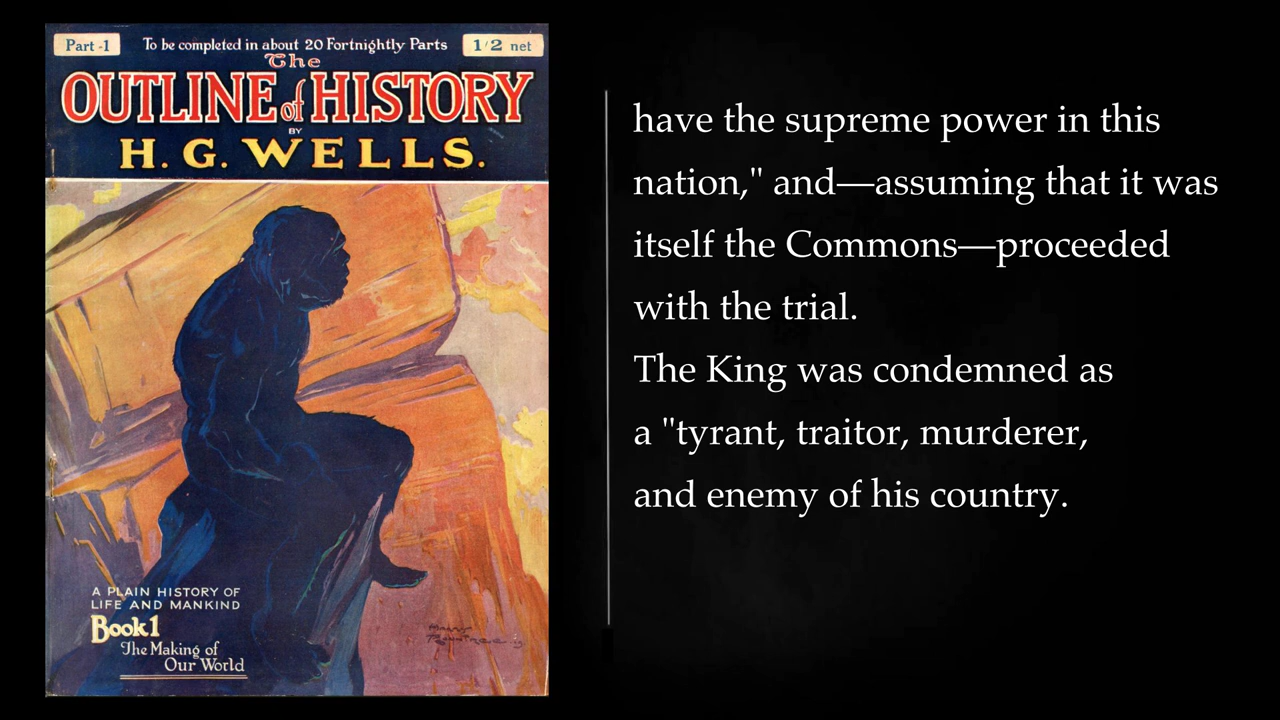 Part -1
To be completed in about 20 Fortnightly Parts
1/2 net
The
OUTLINE of HISTORY
BY
H. G. WELLS.
A PLAIN HISTORY OF
LIFE AND MANKIND
Book 1
The Making of
Our World
have the supreme power in this
nation," and—assuming that it was
itself the Commons—proceeded
with the trial.
The King was condemned as
a "tyrant, traitor, murderer,
and enemy of his country.